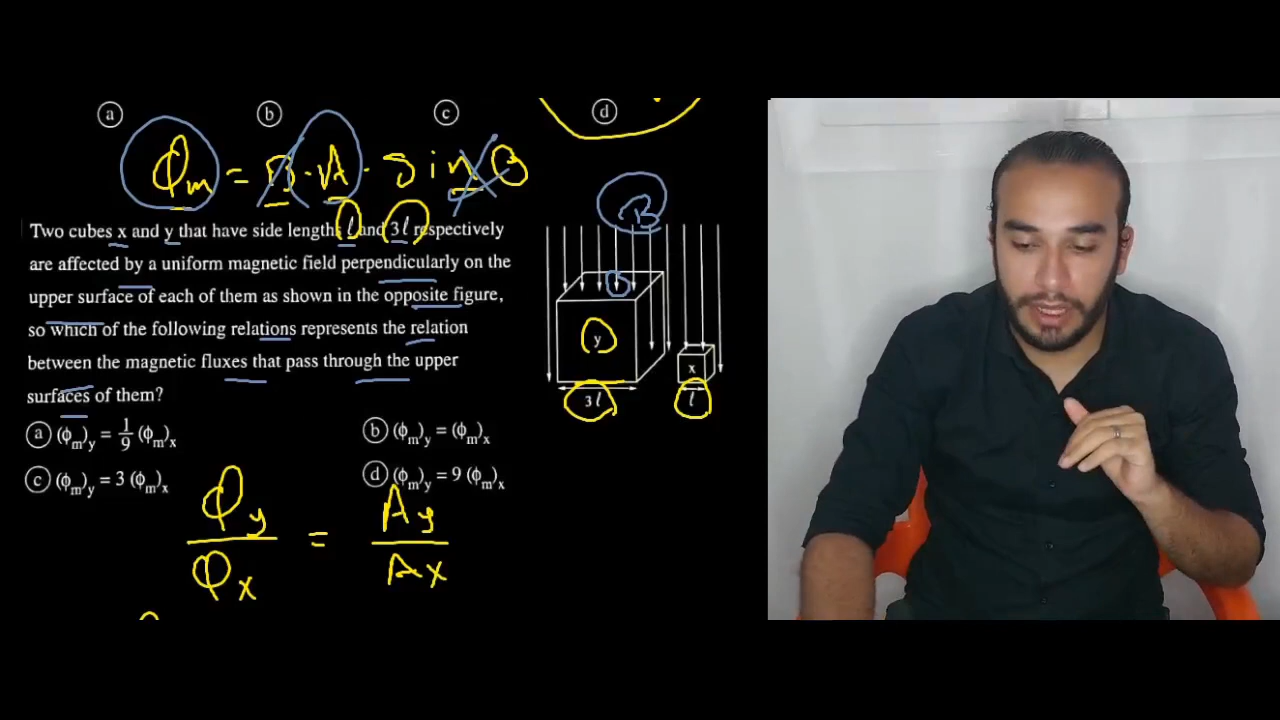 a b c d
Φm = B · A · sin θ
Two cubes x and y that have side lengths l and 3l respectively
are affected by a uniform magnetic field perpendicularly on the
upper surface of each of them as shown in the opposite figure,
so which of the following relations represents the relation
between the magnetic fluxes that pass through the upper
surfaces of them?
B
y
x
3l
l
a (ϕm)y = 1/9 (ϕm)x
b (ϕm)y = (ϕm)x
c (ϕm)y = 3 (ϕm)x
d (ϕm)y = 9 (ϕm)x
Φy/Φx = Ay/Ax